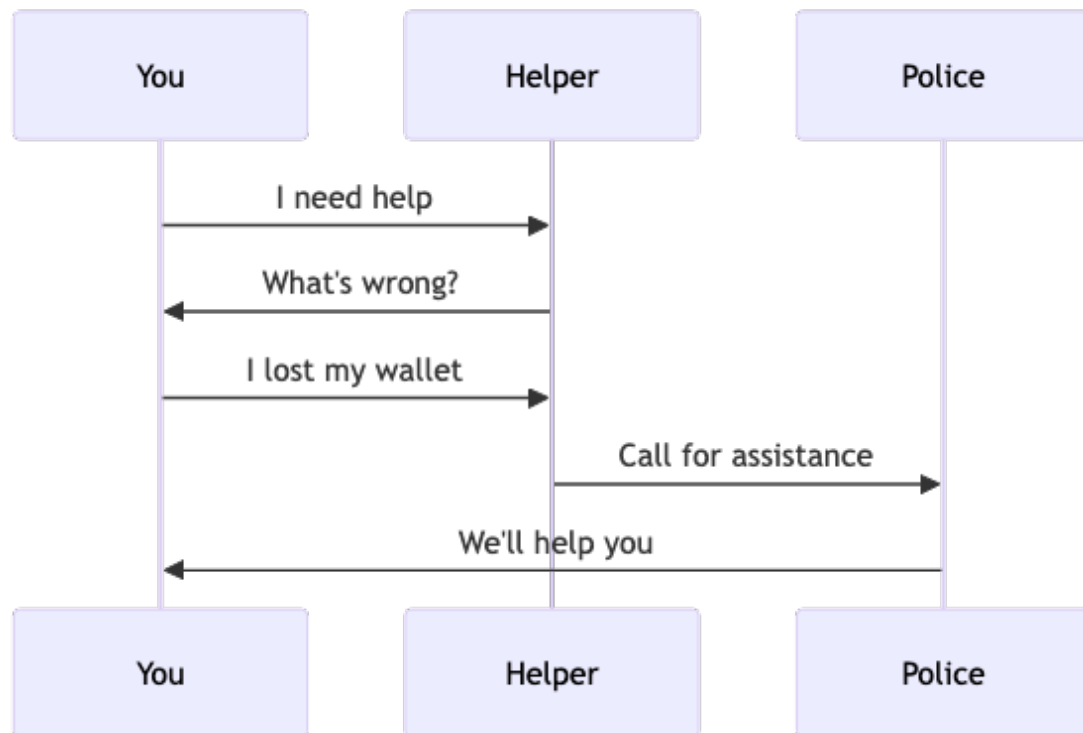 You
Helper
Police
I need help
What's wrong?
I lost my wallet
Call for assistance
We'll help you
You
Helper
Police